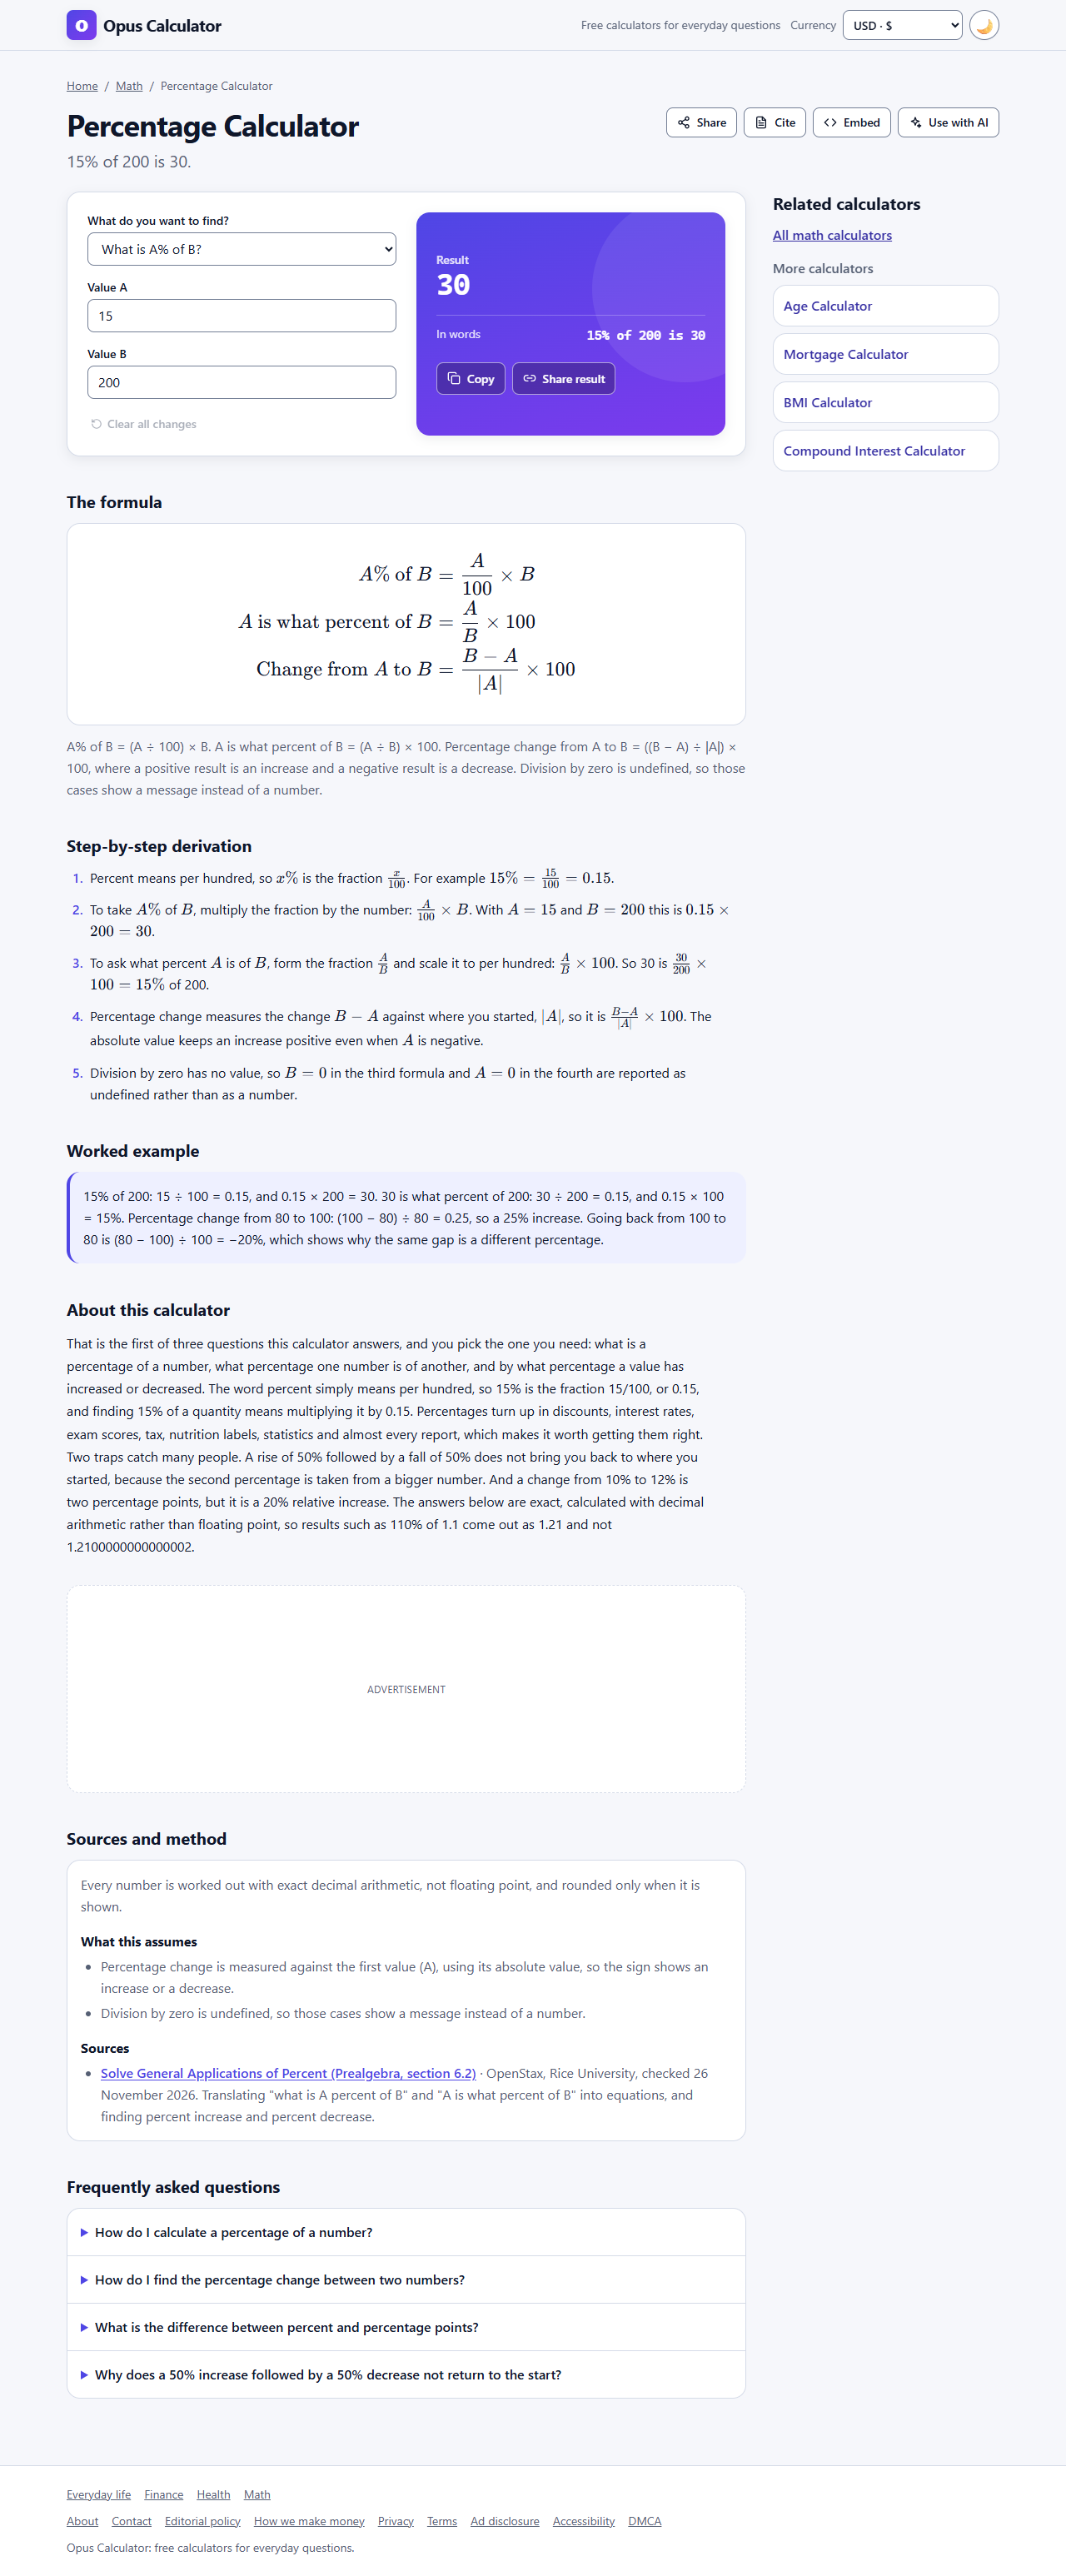 Opus Calculator
Free calculators for everyday questions Currency USD · $
Home / Math / Percentage Calculator
Percentage Calculator
Share Cite Embed Use with AI
15% of 200 is 30.
What do you want to find?
What is A% of B?
Value A
15
Value B
200
Clear all changes
Result
30
In words 15% of 200 is 30
Copy Share result
Related calculators
All math calculators
More calculators
Age Calculator
Mortgage Calculator
BMI Calculator
Compound Interest Calculator
The formula
A% of B = A/100 × B
A is what percent of B = A/B × 100
Change from A to B = B − A/|A| × 100
A% of B = (A ÷ 100) × B. A is what percent of B = (A ÷ B) × 100. Percentage change from A to B = ((B − A) ÷ |A|) ×
100, where a positive result is an increase and a negative result is a decrease. Division by zero is undefined, so those
cases show a message instead of a number.
Step-by-step derivation
1. Percent means per hundred, so x% is the fraction x/100. For example 15% = 15/100 = 0.15.
2. To take A% of B, multiply the fraction by the number: A/100 × B. With A = 15 and B = 200 this is 0.15 ×
200 = 30.
3. To ask what percent A is of B, form the fraction A/B and scale it to per hundred: A/B × 100. So 30 is 30/200 ×
100 = 15% of 200.
4. Percentage change measures the change B − A against where you started, |A|, so it is B−A/|A| × 100. The
absolute value keeps an increase positive even when A is negative.
5. Division by zero has no value, so B = 0 in the third formula and A = 0 in the fourth are reported as
undefined rather than as a number.
Worked example
15% of 200: 15 ÷ 100 = 0.15, and 0.15 × 200 = 30. 30 is what percent of 200: 30 ÷ 200 = 0.15, and 0.15 × 100
= 15%. Percentage change from 80 to 100: (100 − 80) ÷ 80 = 0.25, so a 25% increase. Going back from 100 to
80 is (80 − 100) ÷ 100 = −20%, which shows why the same gap is a different percentage.
About this calculator
That is the first of three questions this calculator answers, and you pick the one you need: what is a
percentage of a number, what percentage one number is of another, and by what percentage a value has
increased or decreased. The word percent simply means per hundred, so 15% is the fraction 15/100, or 0.15,
and finding 15% of a quantity means multiplying it by 0.15. Percentages turn up in discounts, interest rates,
exam scores, tax, nutrition labels, statistics and almost every report, which makes it worth getting them right.
Two traps catch many people. A rise of 50% followed by a fall of 50% does not bring you back to where you
started, because the second percentage is taken from a bigger number. And a change from 10% to 12% is
two percentage points, but it is a 20% relative increase. The answers below are exact, calculated with decimal
arithmetic rather than floating point, so results such as 110% of 1.1 come out as 1.21 and not
1.2100000000000002.
ADVERTISEMENT
Sources and method
Every number is worked out with exact decimal arithmetic, not floating point, and rounded only when it is
shown.
What this assumes
• Percentage change is measured against the first value (A), using its absolute value, so the sign shows an
increase or a decrease.
• Division by zero is undefined, so those cases show a message instead of a number.
Sources
• Solve General Applications of Percent (Prealgebra, section 6.2) · OpenStax, Rice University, checked 26
November 2026. Translating "what is A percent of B" and "A is what percent of B" into equations, and
finding percent increase and percent decrease.
Frequently asked questions
How do I calculate a percentage of a number?
How do I find the percentage change between two numbers?
What is the difference between percent and percentage points?
Why does a 50% increase followed by a 50% decrease not return to the start?
Everyday life Finance Health Math
About Contact Editorial policy How we make money Privacy Terms Ad disclosure Accessibility DMCA
Opus Calculator: free calculators for everyday questions.